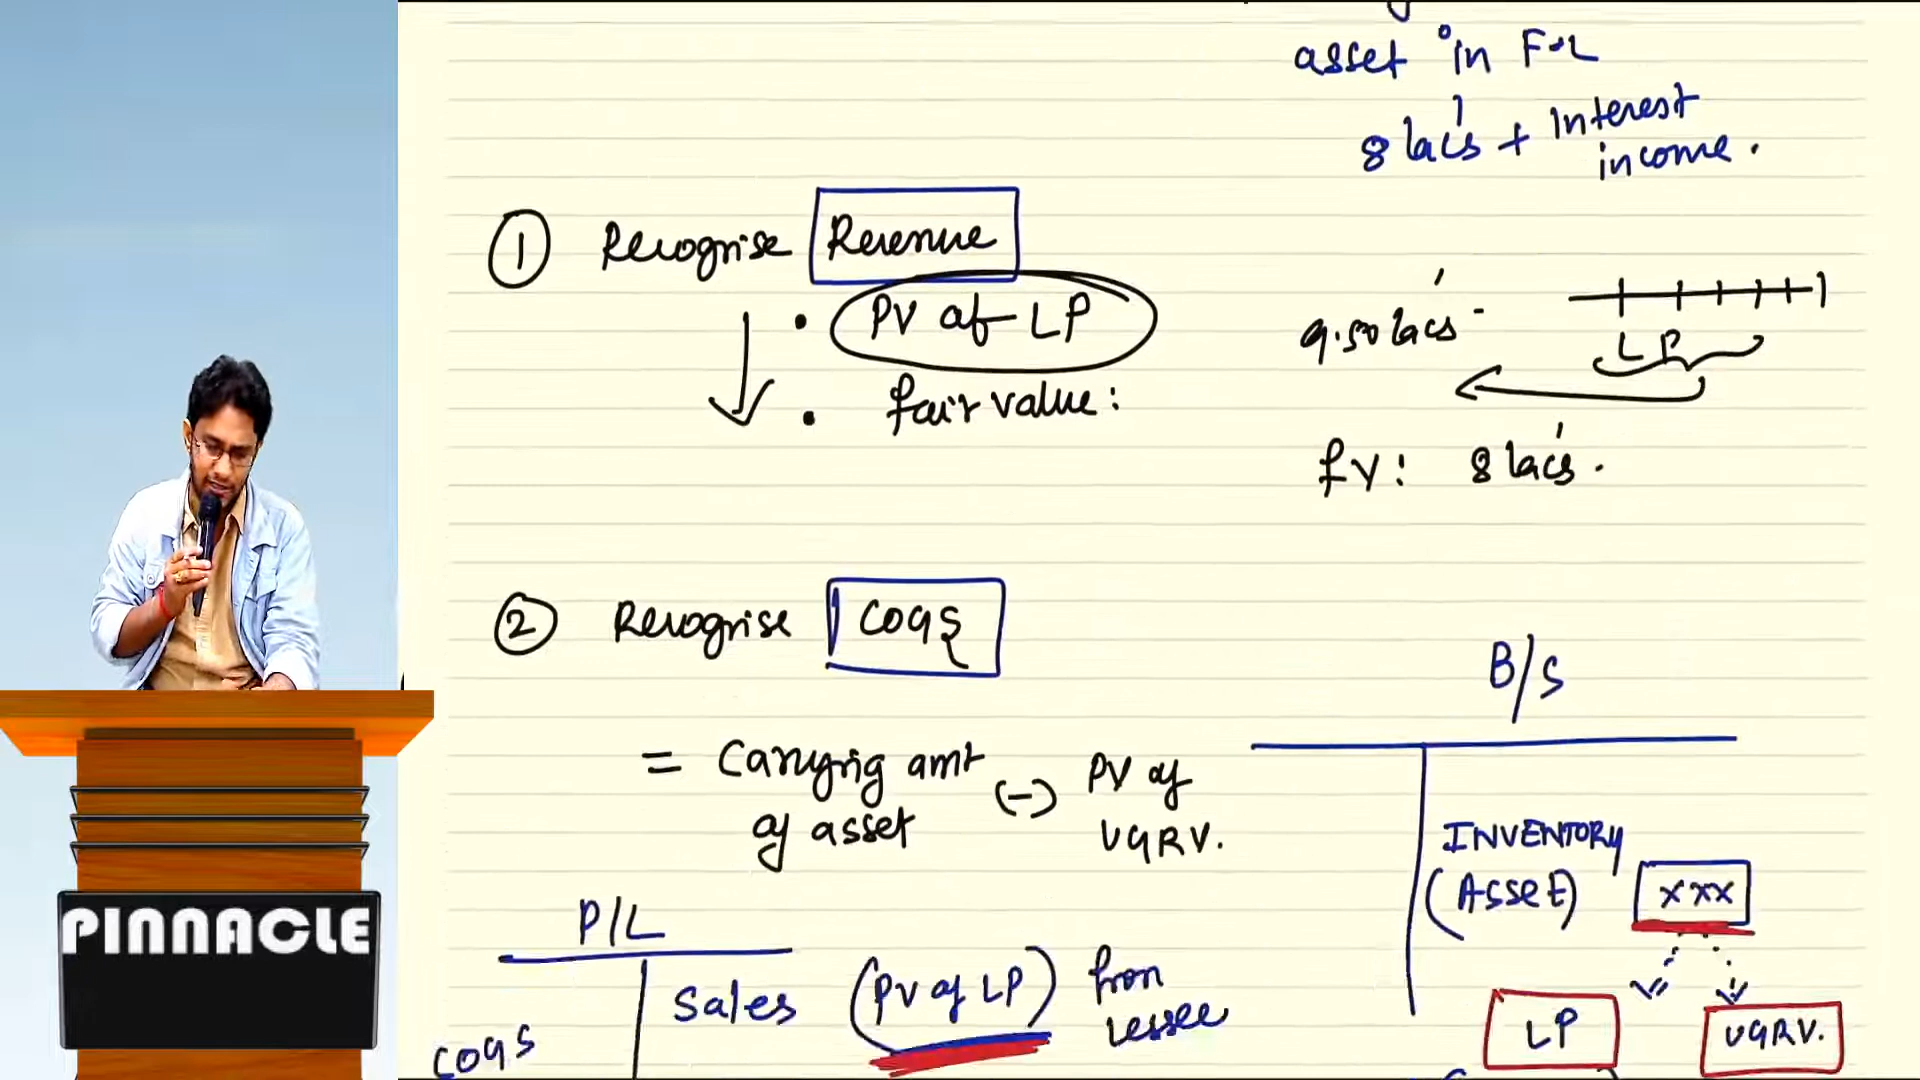 asset in F.L
8 lacs + Interest
income.
① Recognise Revenue
• PV of LP
• fair value:
9.50 lacs
L P
FV: 8 lacs.
② Recognise COGS
= Carrying amt (-) PV of
of asset UGRV.
B/S
INVENTORY
(Asset) xxx
P/L
Sales (PV of LP) from
lessee
COGS
LP
UGRV.
PINNACLE